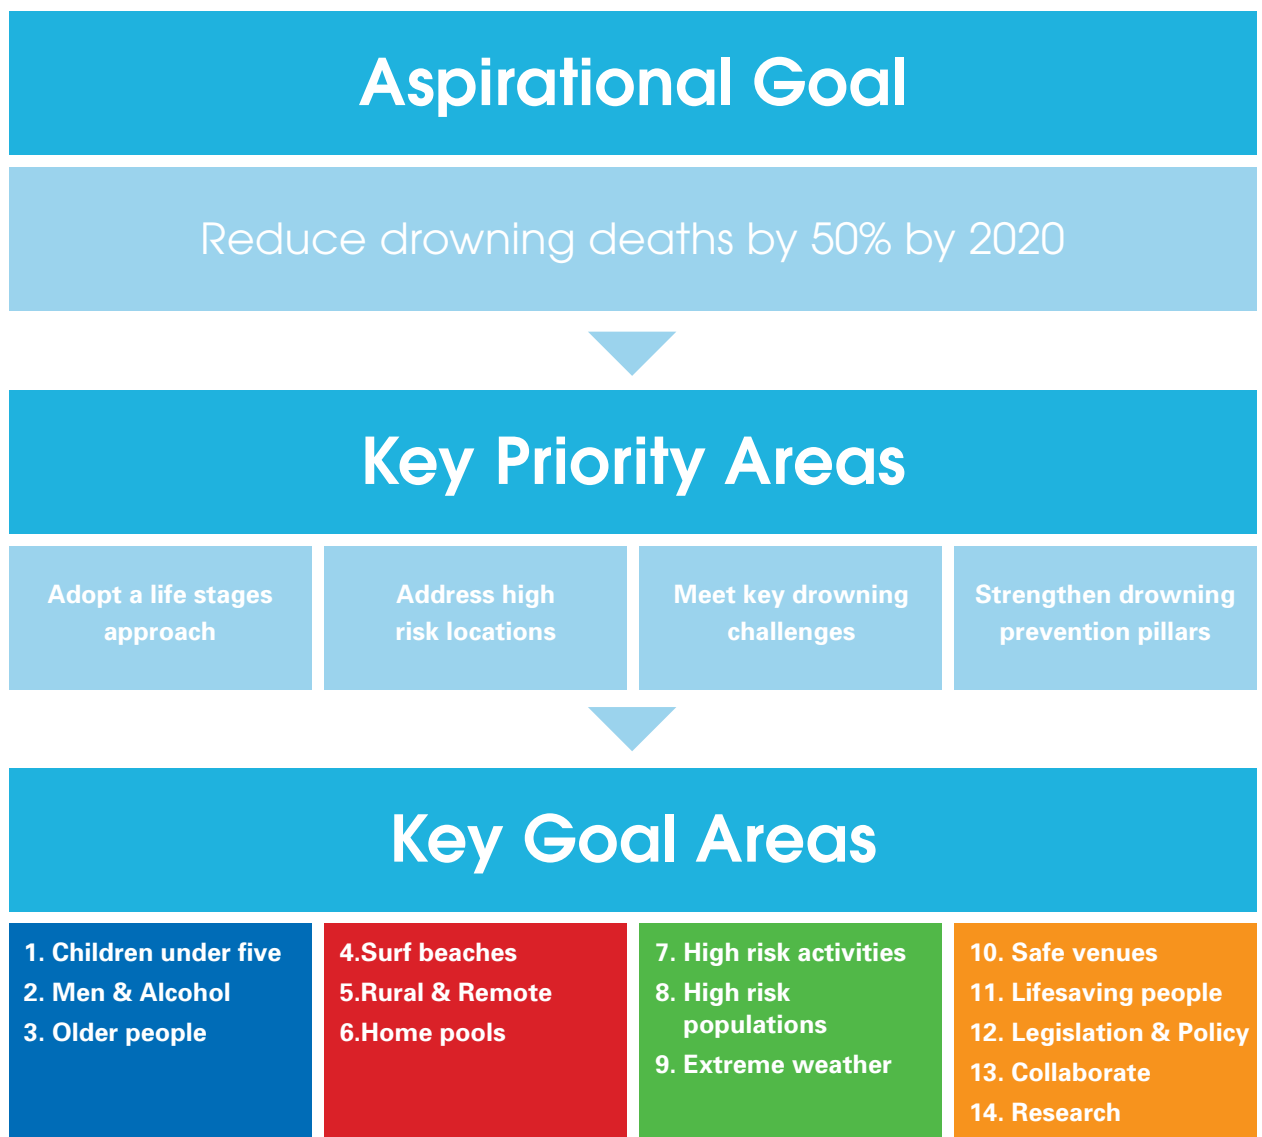 Aspirational Goal
Reduce drowning deaths by 50% by 2020
Key Priority Areas
Adopt a life stages
approach
Address high
risk locations
Meet key drowning
challenges
Strengthen drowning
prevention pillars
Key Goal Areas
1. Children under five
2. Men & Alcohol
3. Older people
4.Surf beaches
5.Rural & Remote
6.Home pools
7. High risk activities
8. High risk
populations
9. Extreme weather
10. Safe venues
11. Lifesaving people
12. Legislation & Policy
13. Collaborate
14. Research